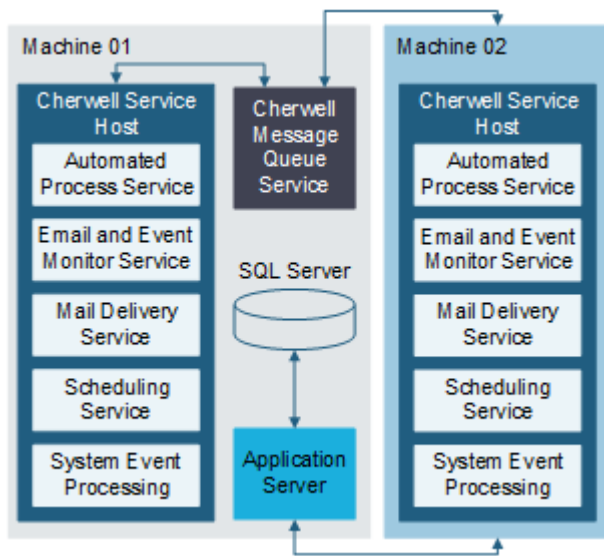 Machine 01
Cherwell Service
Host
Automated
Process Service
Email and Event
Monitor Service
Mail Delivery
Service
Scheduling
Service
System Event
Processing
Cherwell
Message
Queue
Service
SQL Server
Application
Server
Machine 02
Cherwell Service
Host
Automated
Process Service
Email and Event
Monitor Service
Mail Delivery
Service
Scheduling
Service
System Event
Processing